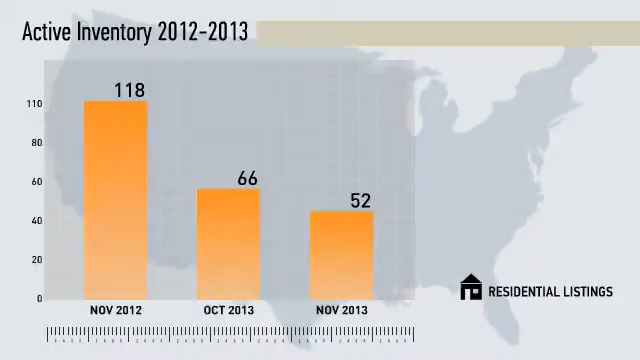 Active Inventory 2012-2013
118
110
80
66
60
52
40
20
0
NOV 2012
OCT 2013
NOV 2013
RESIDENTIAL LISTINGS